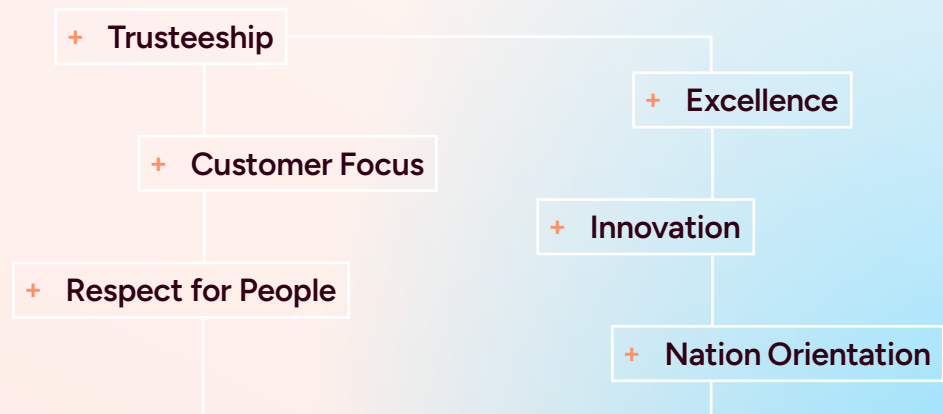 + Trusteeship
+ Excellence
+ Customer Focus
+ Innovation
+ Respect for People
+ Nation Orientation